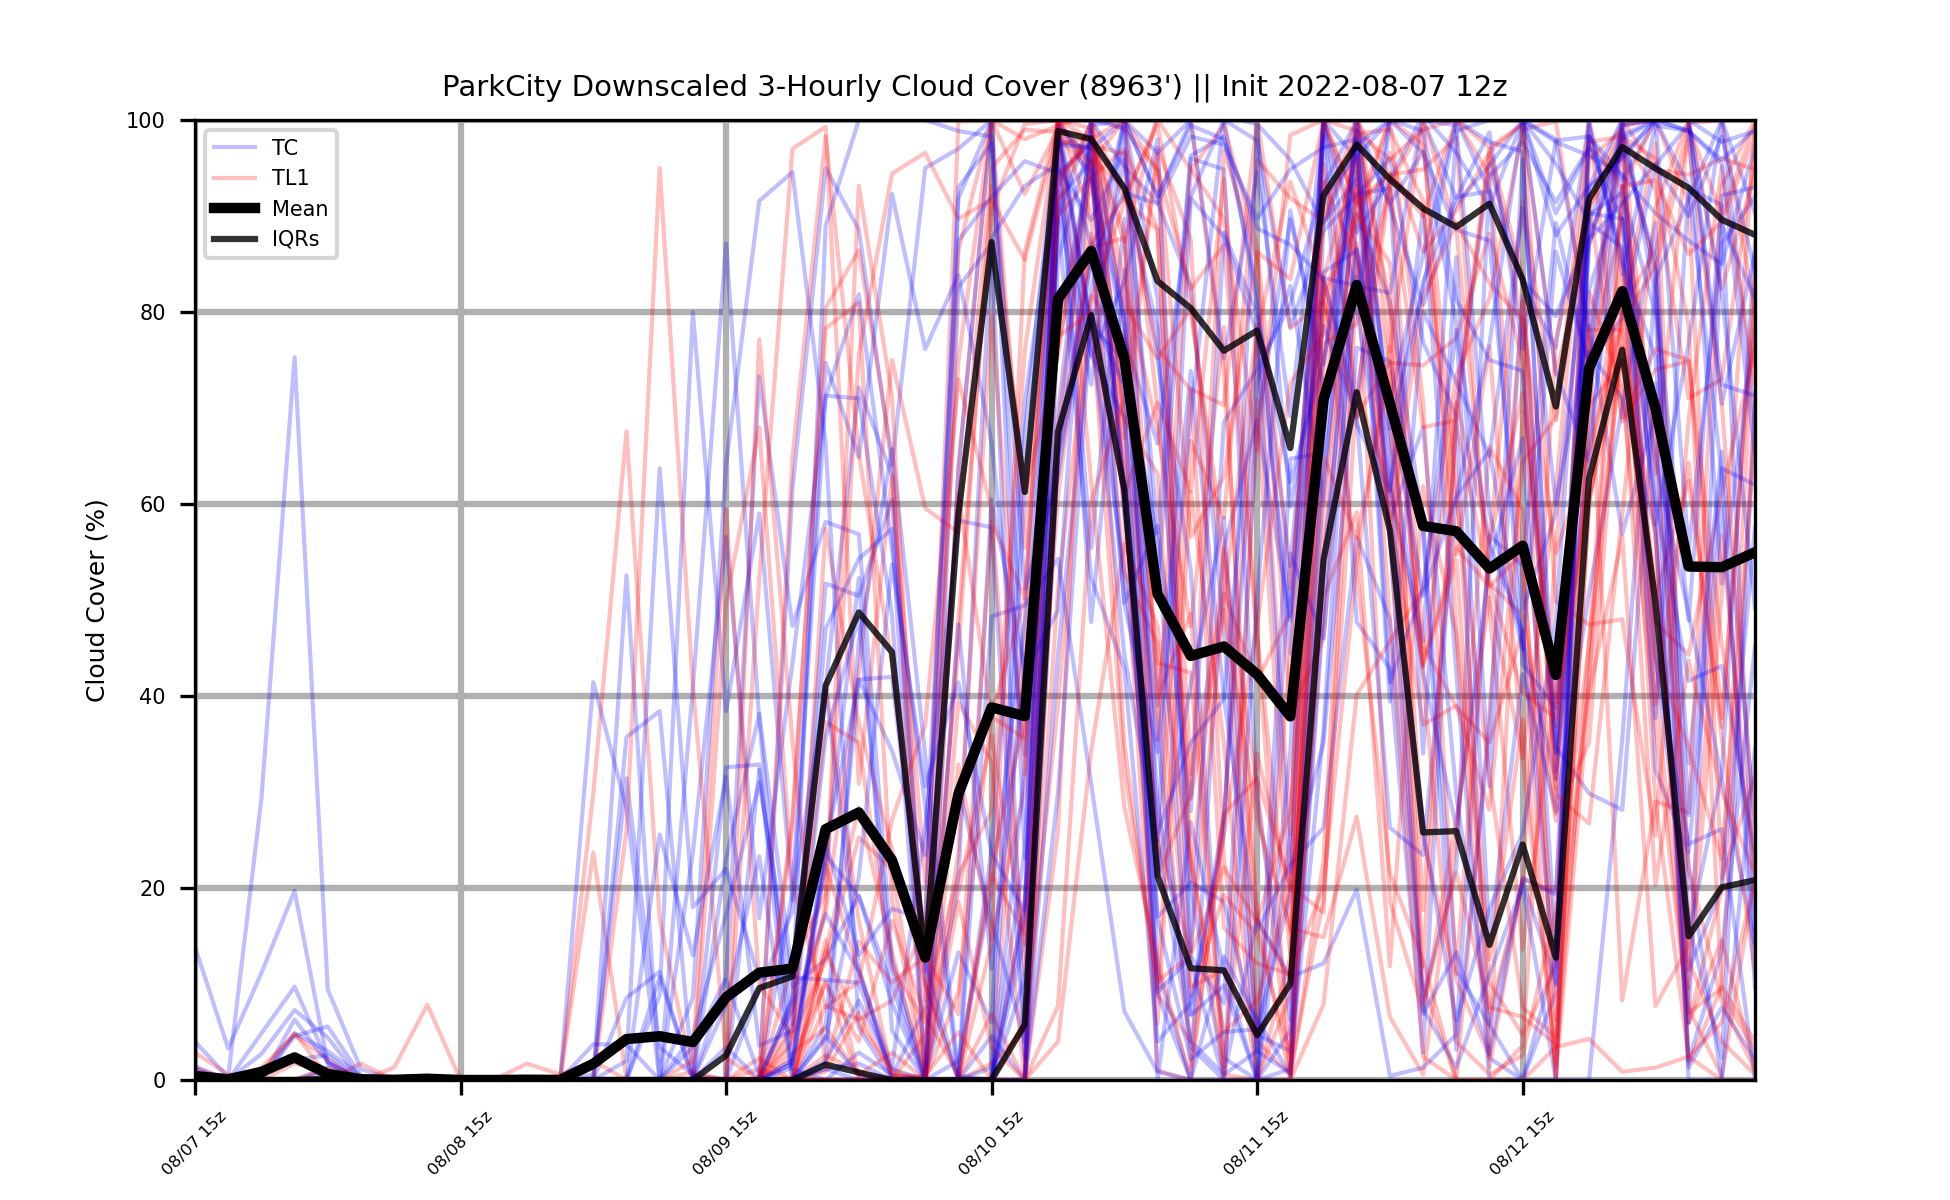 ParkCity Downscaled 3-Hourly Cloud Cover (8963') || Init 2022-08-07 12z
100
80
60
40
20
0
Cloud Cover (%)
TC
TL1
Mean
IQRs
08/07 15z
08/08 15z
08/09 15z
08/10 15z
08/11 15z
08/12 15z